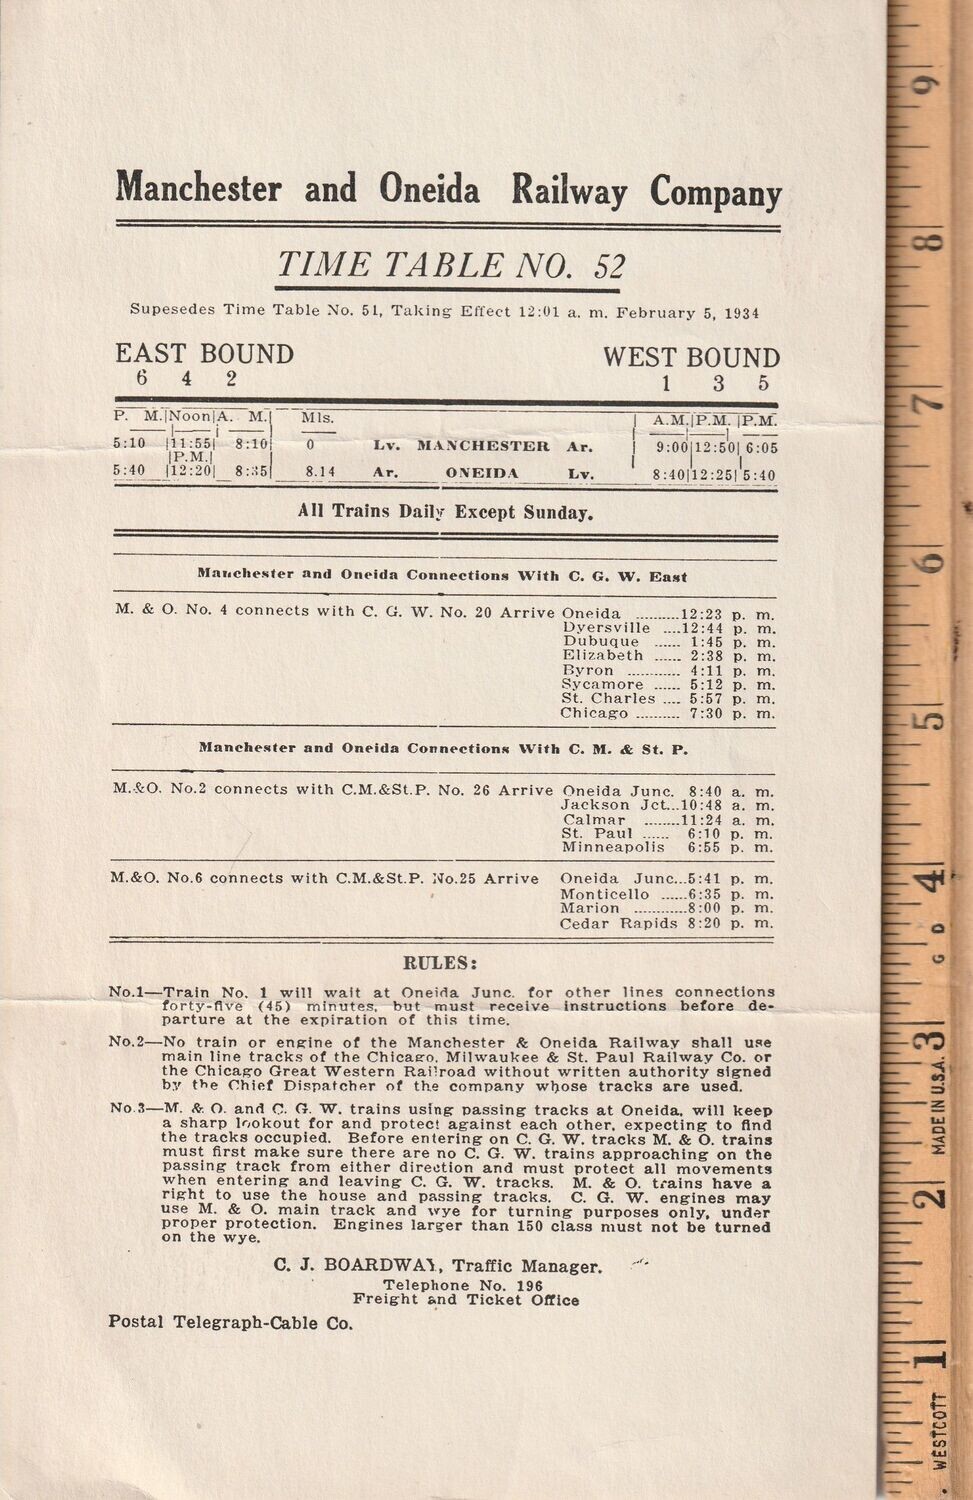 Manchester and Oneida Railway Company
TIME TABLE NO. 52
Supesedes Time Table No. 51, Taking Effect 12:01 a. m. February 5, 1934
EAST BOUND WEST BOUND
6 4 2 1 3 5
P. M.|Noon|A. M.| Mls. | A.M.|P.M. |P.M.
5:10 |11:55| 8:10| 0 Lv. MANCHESTER Ar. | 9:00|12:50| 6:05
|P.M.|
5:40 |12:20| 8:35| 8.14 Ar. ONEIDA Lv. 8:40|12:25| 5:40
All Trains Daily Except Sunday.
Manchester and Oneida Connections With C. G. W. East
M. & O. No. 4 connects with C. G. W. No. 20 Arrive Oneida ..........12:23 p. m.
Dyersville ....12:44 p. m.
Dubuque ...... 1:45 p. m.
Elizabeth ...... 2:38 p. m.
Byron ............ 4:11 p. m.
Sycamore ...... 5:12 p. m.
St. Charles .... 5:57 p. m.
Chicago .......... 7:30 p. m.
Manchester and Oneida Connections With C. M. & St. P.
M.&O. No.2 connects with C.M.&St.P. No. 26 Arrive Oneida Junc. 8:40 a. m.
Jackson Jct...10:48 a. m.
Calmar ........11:24 a. m.
St. Paul ...... 6:10 p. m.
Minneapolis 6:55 p. m.
M.&O. No.6 connects with C.M.&St.P. No.25 Arrive Oneida Junc...5:41 p. m.
Monticello ......6:35 p. m.
Marion ............8:00 p. m.
Cedar Rapids 8:20 p. m.
RULES:
No.1—Train No. 1 will wait at Oneida Junc. for other lines connections
forty-five (45) minutes, but must receive instructions before de-
parture at the expiration of this time.
No.2—No train or engine of the Manchester & Oneida Railway shall use
main line tracks of the Chicago, Milwaukee & St. Paul Railway Co. or
the Chicago Great Western Railroad without written authority signed
by the Chief Dispatcher of the company whose tracks are used.
No.3—M. & O. and C. G. W. trains using passing tracks at Oneida, will keep
a sharp lookout for and protect against each other, expecting to find
the tracks occupied. Before entering on C. G. W. tracks M. & O. trains
must first make sure there are no C. G. W. trains approaching on the
passing track from either direction and must protect all movements
when entering and leaving C. G. W. tracks. M. & O. trains have a
right to use the house and passing tracks. C. G. W. engines may
use M. & O. main track and wye for turning purposes only, under
proper protection. Engines larger than 150 class must not be turned
on the wye.
C. J. BOARDWAY, Traffic Manager.
Telephone No. 196
Freight and Ticket Office
Postal Telegraph-Cable Co.
9
8
7
6
5
4
G D
3
MADE IN U.S.A.
2
1
WESTCOTT